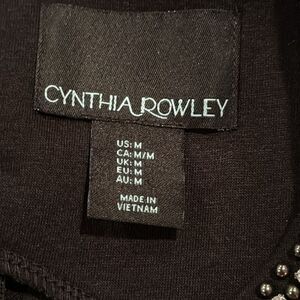 CYNTHIA ROWLEY
US: M
CA: M/M
UK: M
EU: M
AU: M
MADE IN
VIETNAM